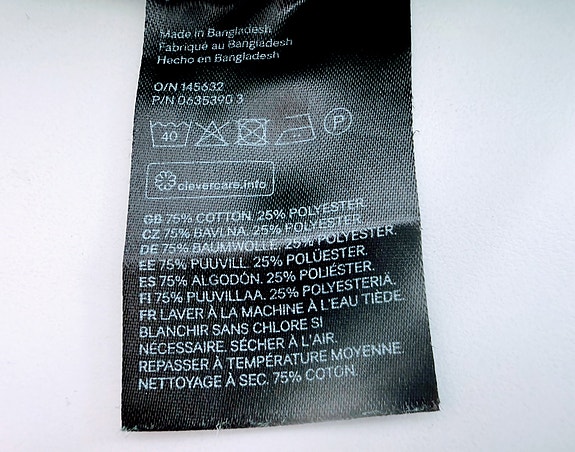 Made in Bangladesh
Fabriqué au Bangladesh
Hecho en Bangladesh
O/N 145632
P/N 0635390 3
40 P
clevercare.info
GB 75% COTTON. 25% POLYESTER.
CZ 75% BAVLNA. 25% POLYESTER.
DE 75% BAUMWOLLE. 25% POLYESTER.
EE 75% PUUVILL. 25% POLÜESTER.
ES 75% ALGODÓN. 25% POLIÉSTER.
FI 75% PUUVILLAA. 25% POLYESTERIÄ.
FR LAVER À LA MACHINE À L'EAU TIÈDE.
BLANCHIR SANS CHLORE SI
NÉCESSAIRE. SÉCHER À L'AIR.
REPASSER À TEMPÉRATURE MOYENNE.
NETTOYAGE À SEC. 75% COTON.